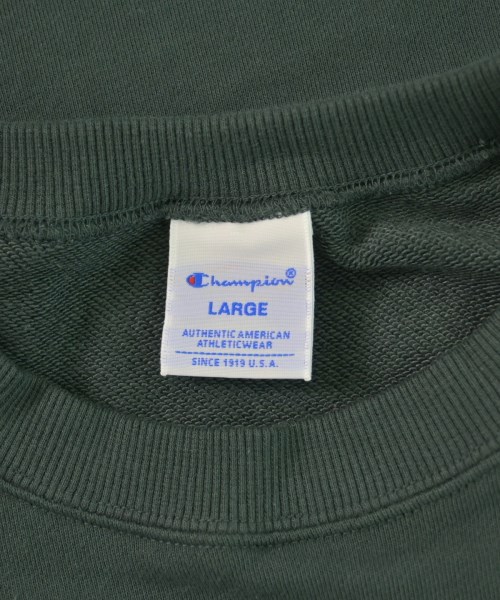 Champion®
LARGE
AUTHENTIC AMERICAN
ATHLETICWEAR
SINCE 1919 U.S.A.